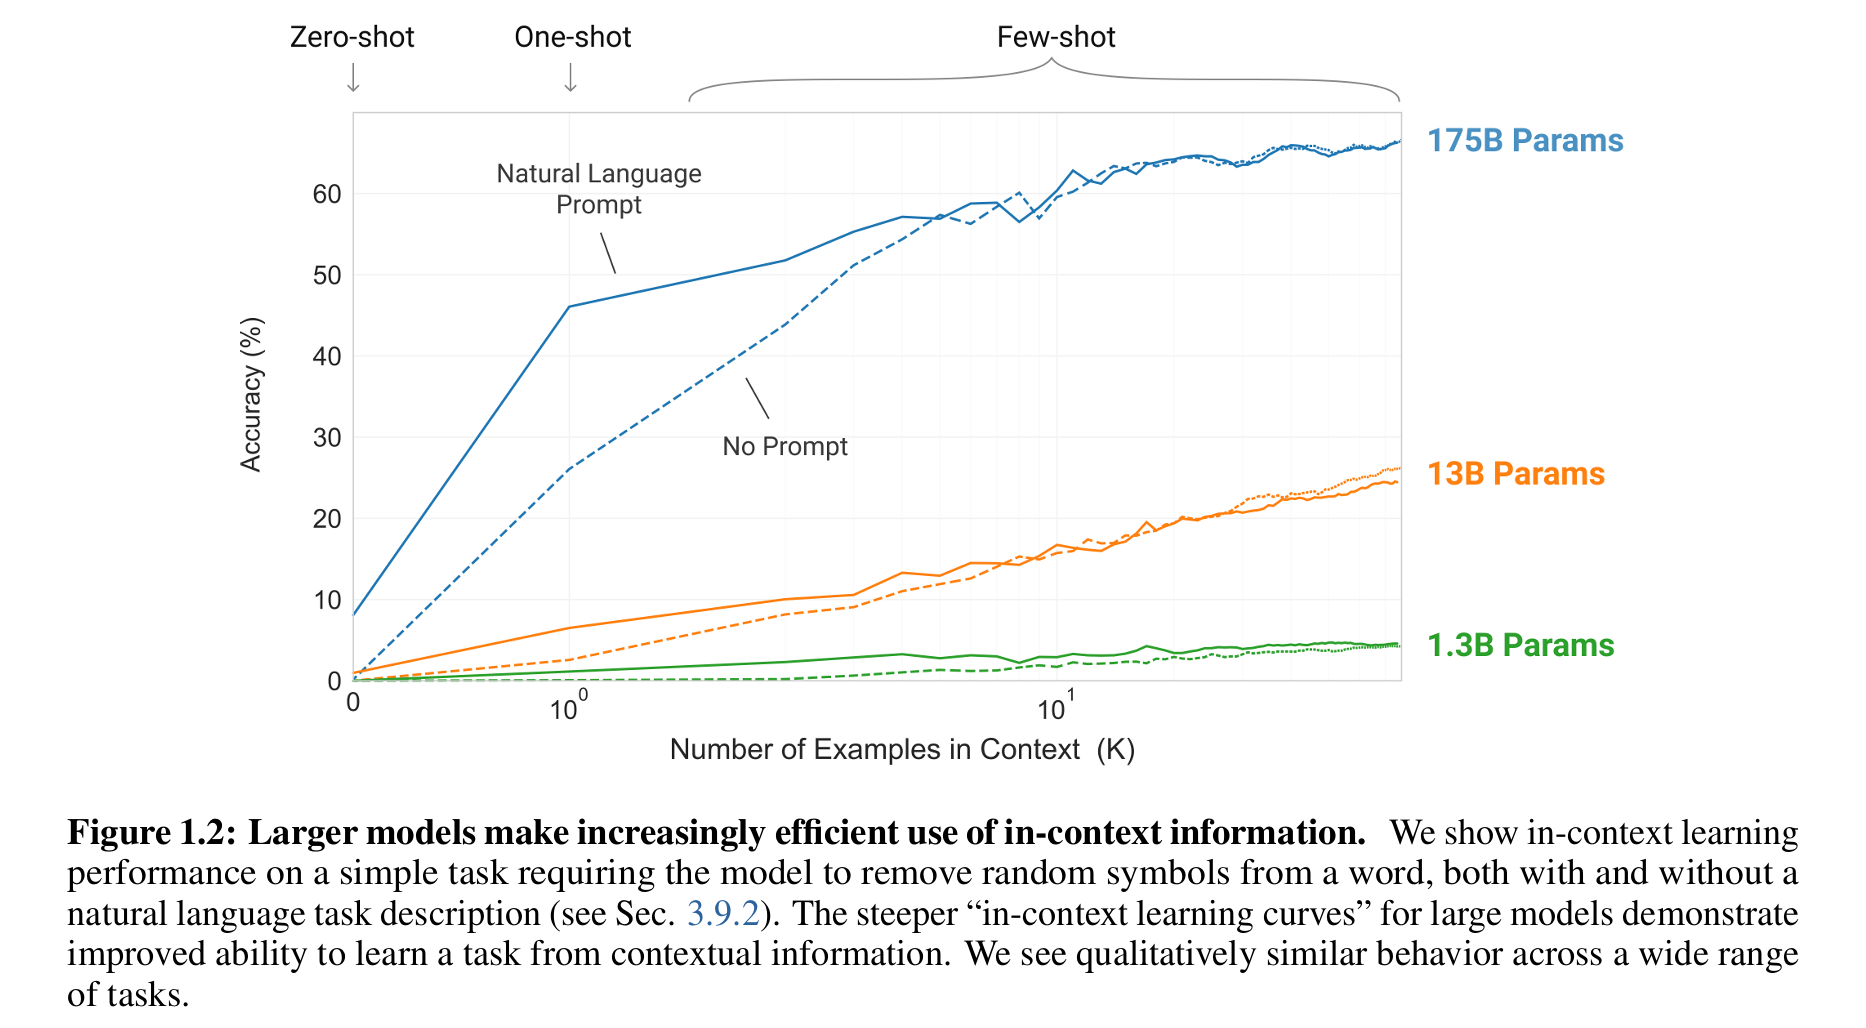 Zero-shot
One-shot
Few-shot
175B Params
Natural Language
Prompt
No Prompt
13B Params
1.3B Params
Accuracy (%)
60
50
40
30
20
10
0
0
10^0
10^1
Number of Examples in Context (K)
Figure 1.2: Larger models make increasingly efficient use of in-context information. We show in-context learning
performance on a simple task requiring the model to remove random symbols from a word, both with and without a
natural language task description (see Sec. 3.9.2). The steeper “in-context learning curves” for large models demonstrate
improved ability to learn a task from contextual information. We see qualitatively similar behavior across a wide range
of tasks.